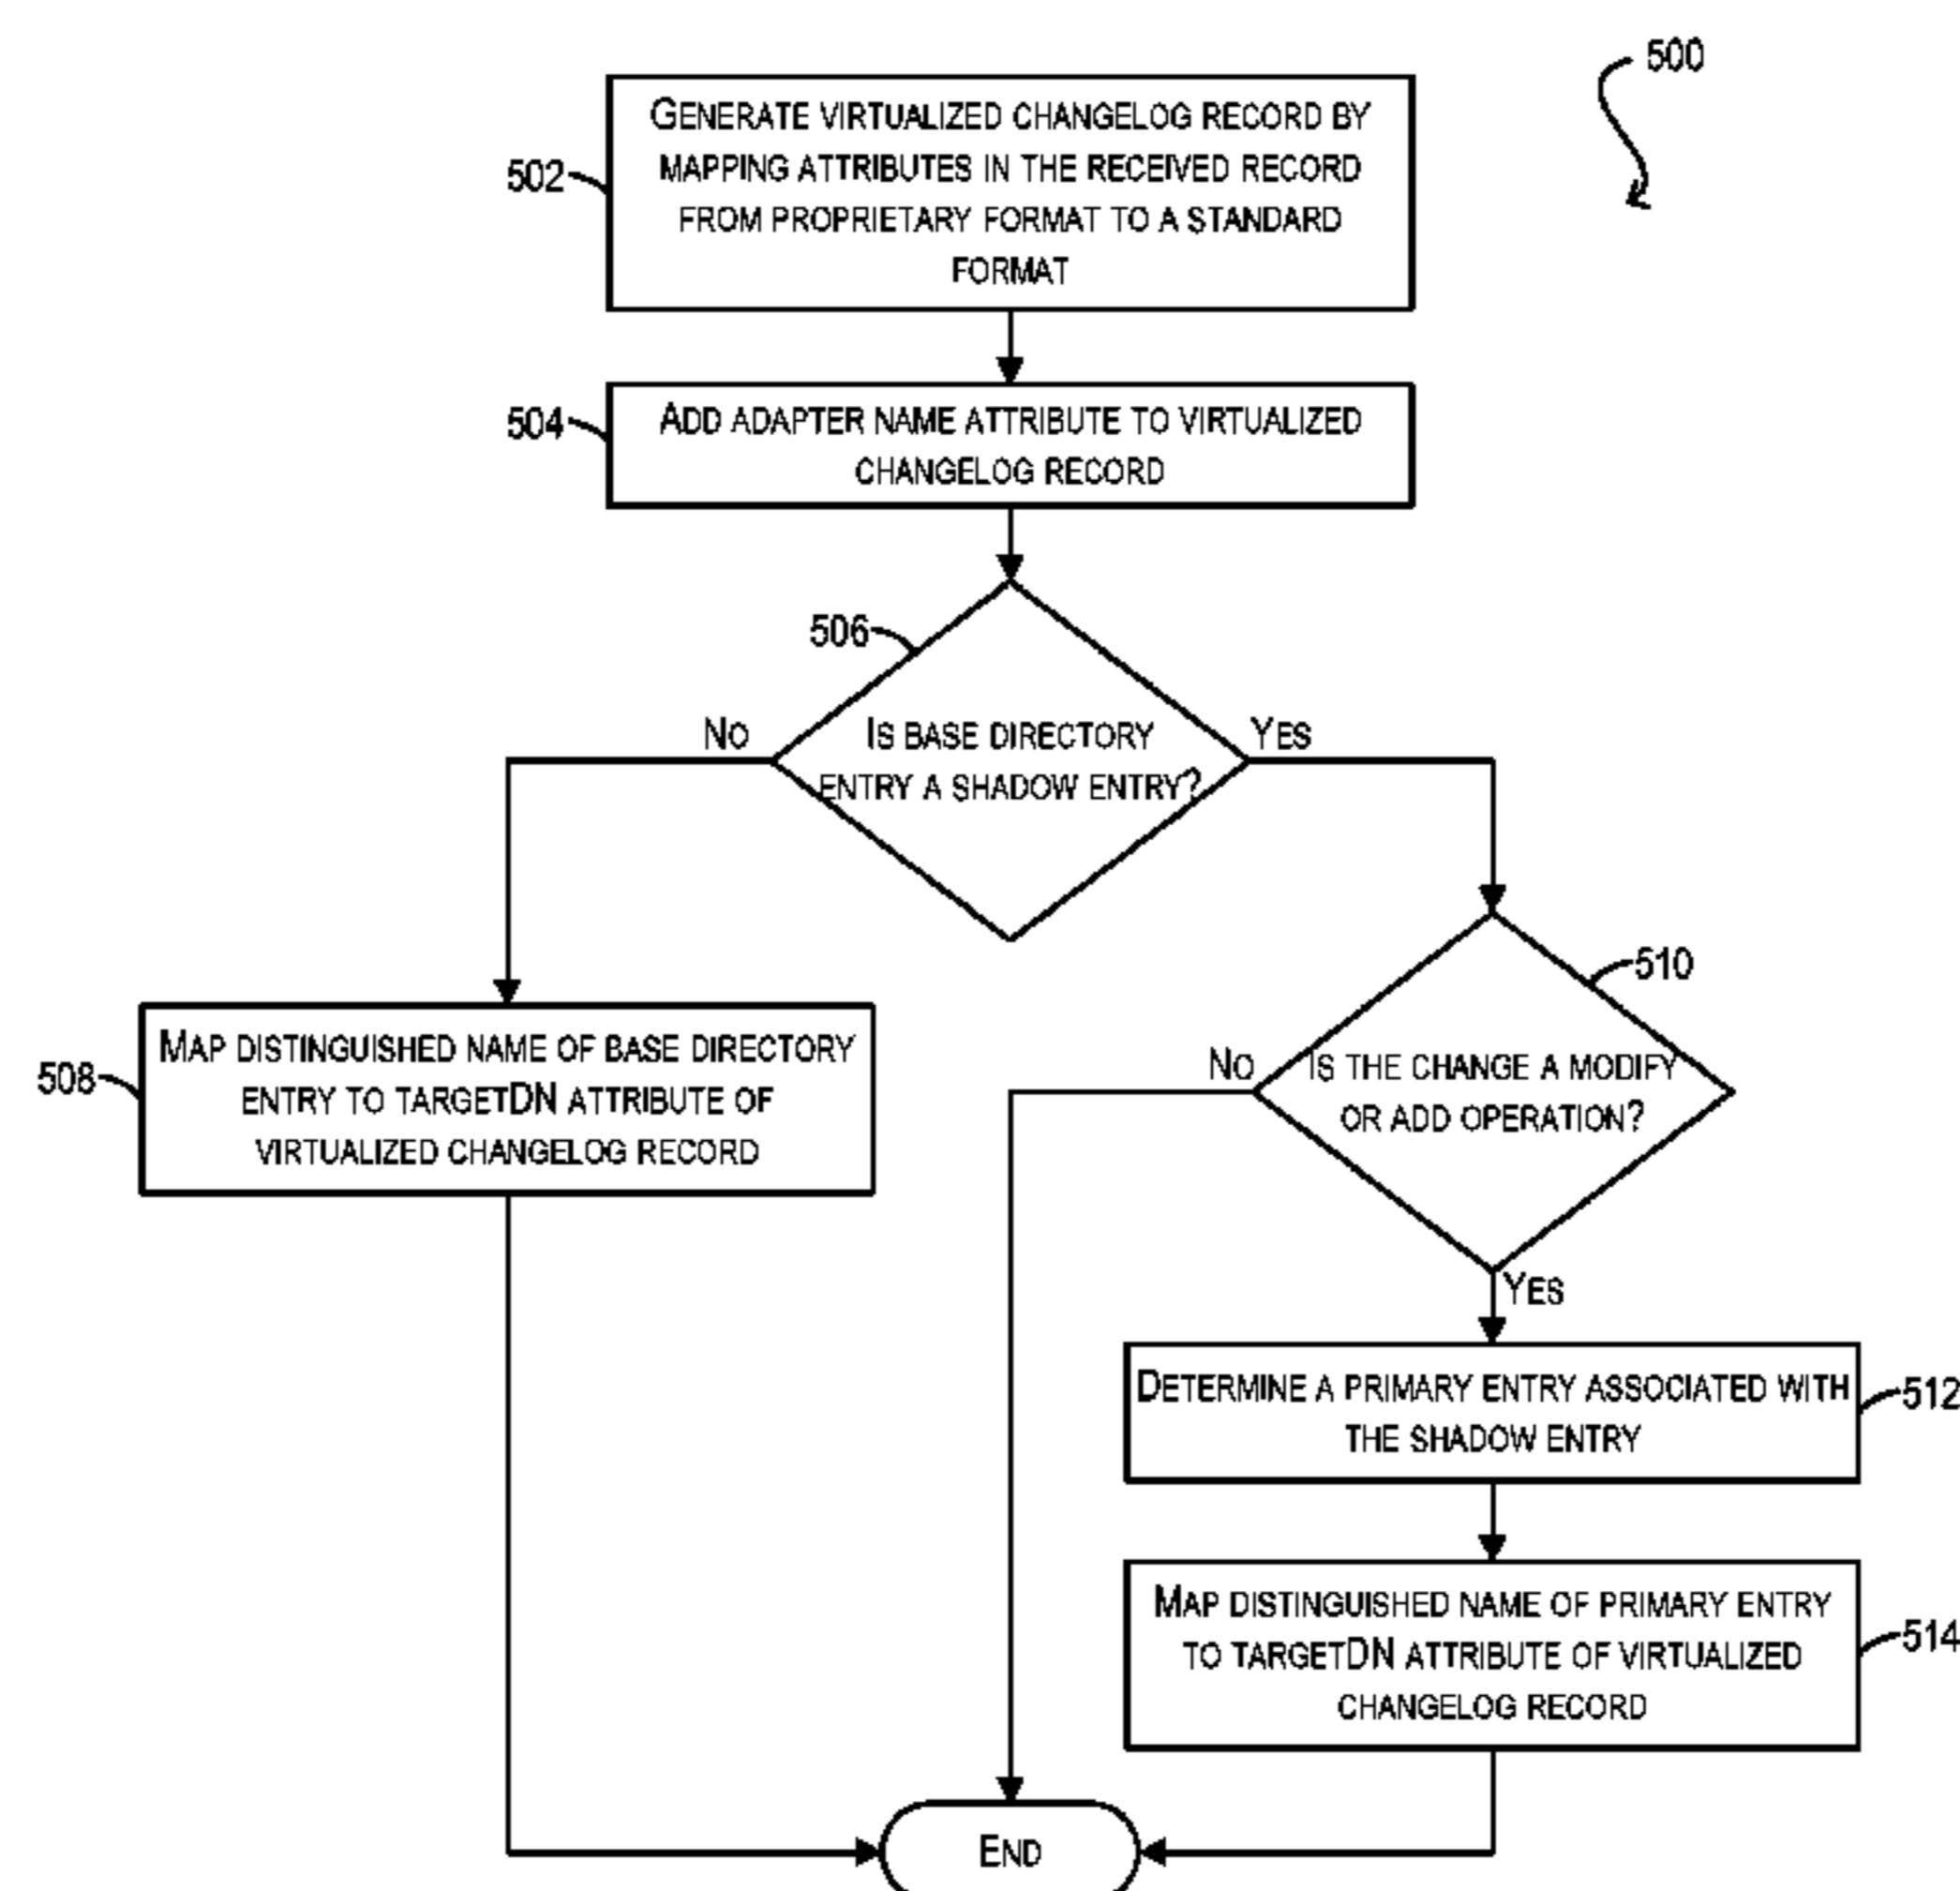 500
GENERATE VIRTUALIZED CHANGELOG RECORD BY
MAPPING ATTRIBUTES IN THE RECEIVED RECORD
FROM PROPRIETARY FORMAT TO A STANDARD
FORMAT
502
504
ADD ADAPTER NAME ATTRIBUTE TO VIRTUALIZED
CHANGELOG RECORD
506
NO
IS BASE DIRECTORY
ENTRY A SHADOW ENTRY?
YES
510
508
MAP DISTINGUISHED NAME OF BASE DIRECTORY
ENTRY TO TARGETDN ATTRIBUTE OF
VIRTUALIZED CHANGELOG RECORD
NO
IS THE CHANGE A MODIFY
OR ADD OPERATION?
YES
DETERMINE A PRIMARY ENTRY ASSOCIATED WITH
THE SHADOW ENTRY
512
MAP DISTINGUISHED NAME OF PRIMARY ENTRY
TO TARGETDN ATTRIBUTE OF VIRTUALIZED
CHANGELOG RECORD
514
END